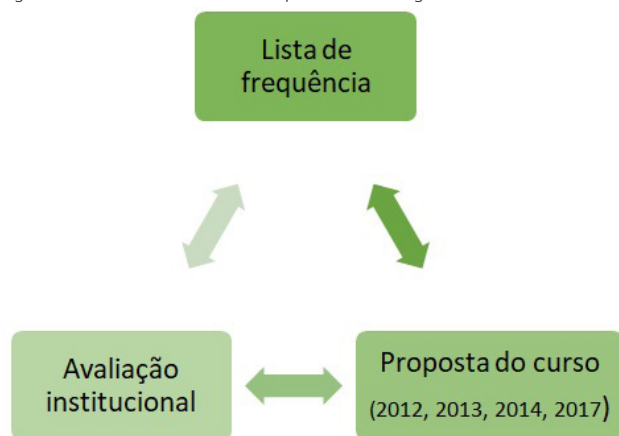 Lista de
frequência
Avaliação
institucional
Proposta do curso
(2012, 2013, 2014, 2017)